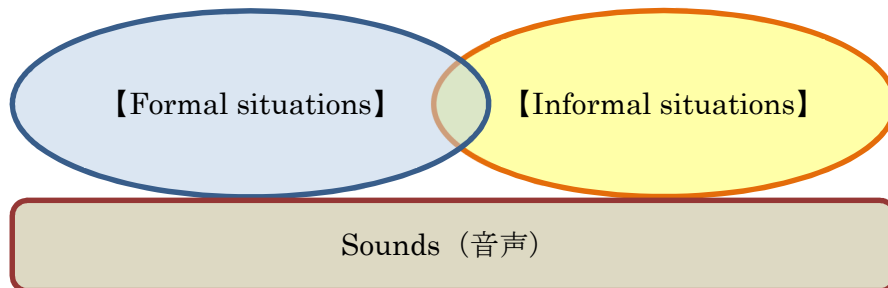 【Formal situations】
【Informal situations】
Sounds（音声）